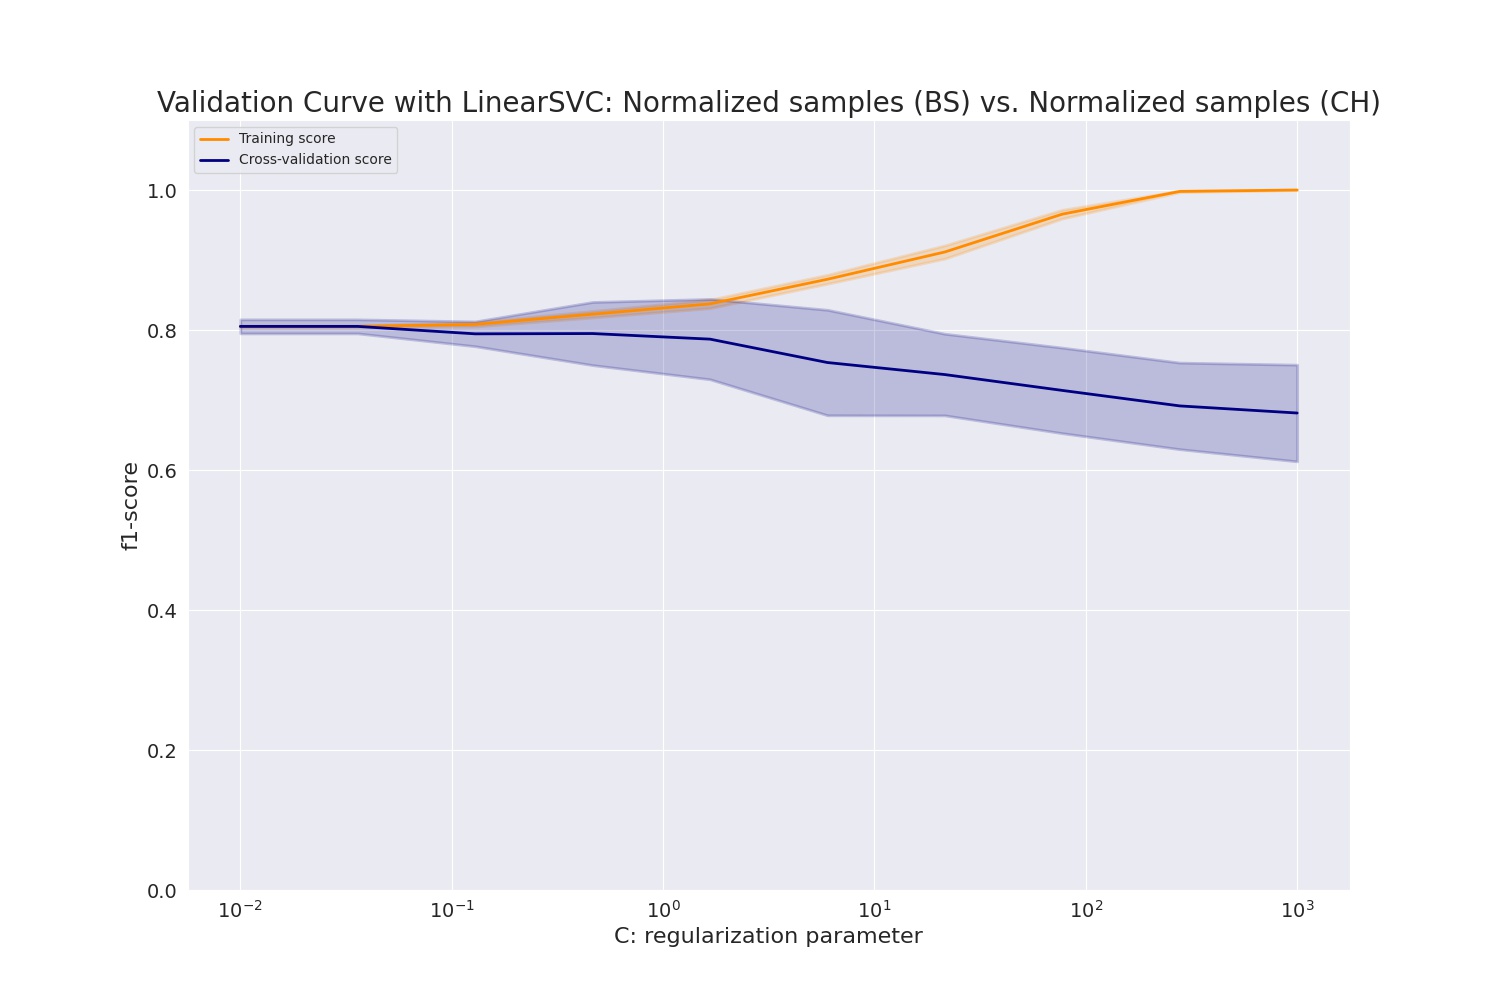 Validation Curve with LinearSVC: Normalized samples (BS) vs. Normalized samples (CH)
Training score
Cross-validation score
1.0
0.8
0.6
0.4
0.2
0.0
f1-score
10⁻² 10⁻¹ 10⁰ 10¹ 10² 10³
C: regularization parameter